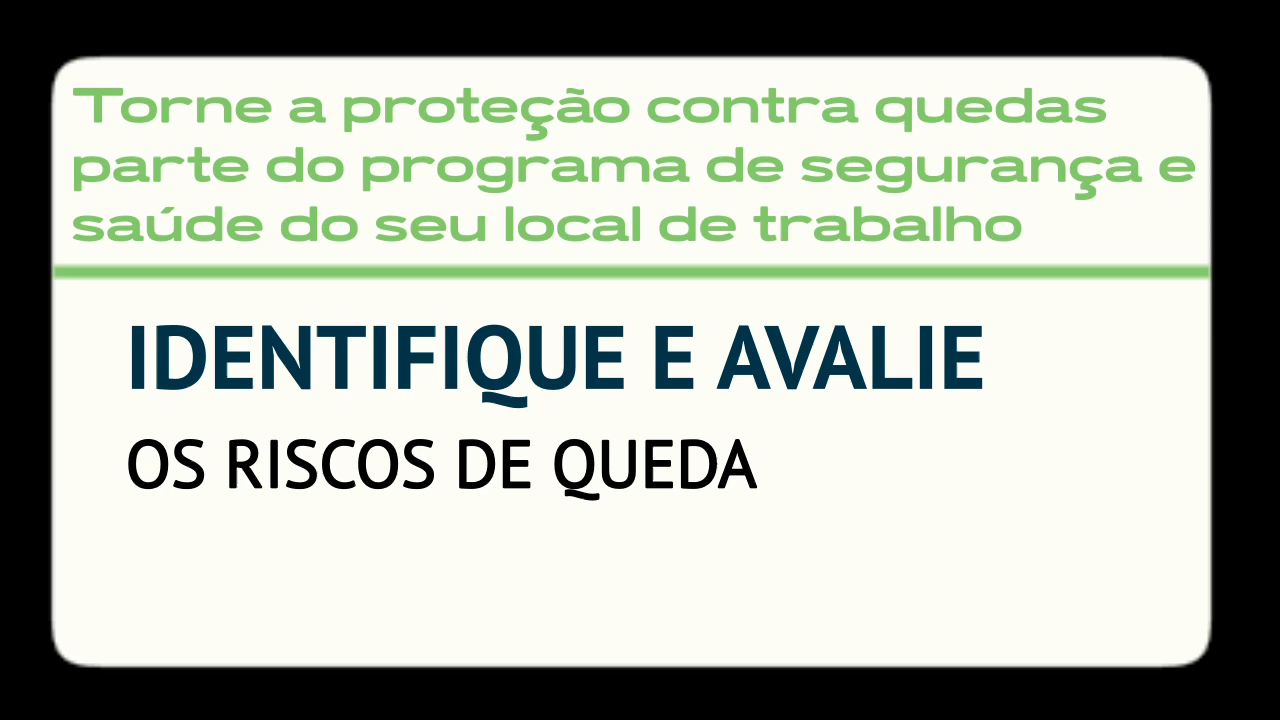 Torne a proteção contra quedas
parte do programa de segurança e
saúde do seu local de trabalho
IDENTIFIQUE E AVALIE
OS RISCOS DE QUEDA